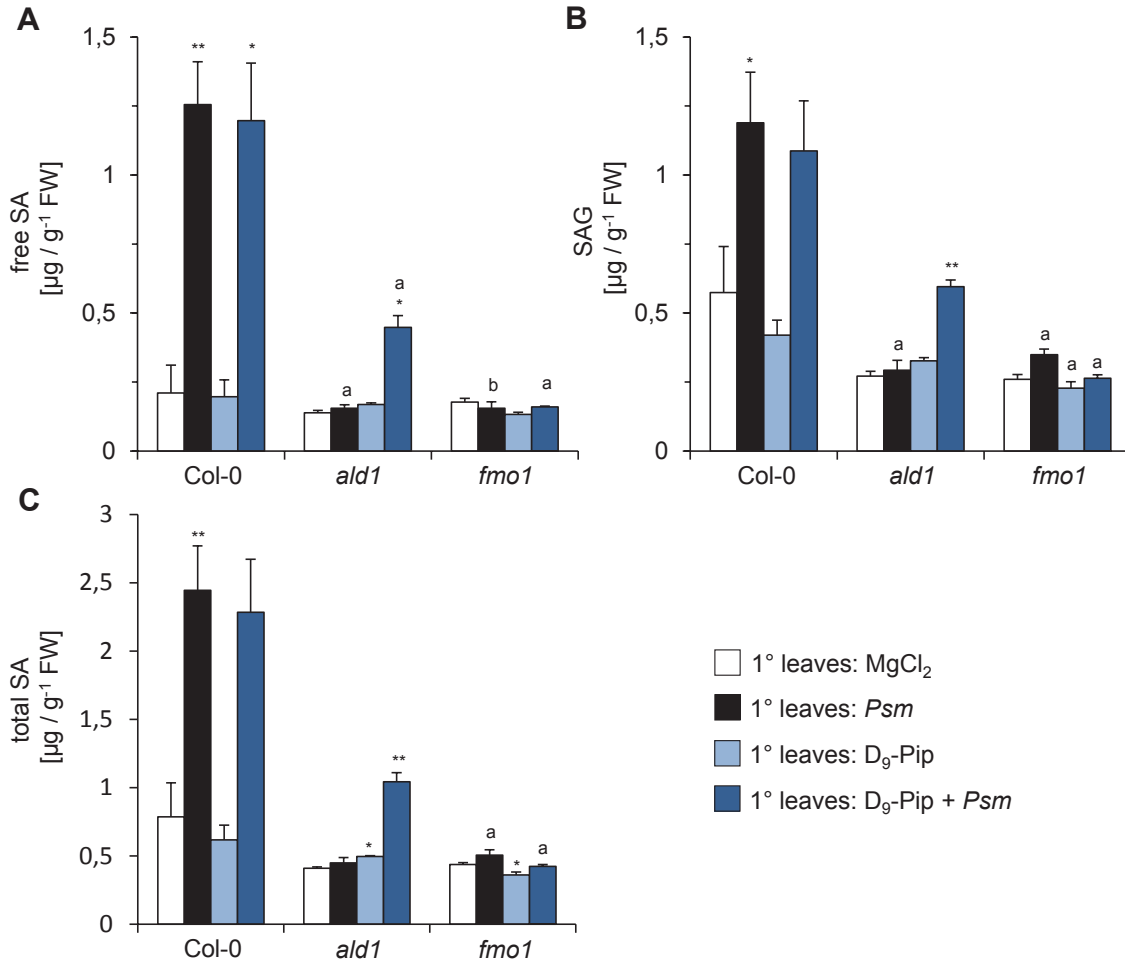 A
free SA
[µg / g⁻¹ FW]
1,5
1
0,5
0
** * a * a b a
Col-0 ald1 fmo1
B
SAG
[µg / g⁻¹ FW]
1,5
1
0,5
0
* a ** a a a
Col-0 ald1 fmo1
C
total SA
[µg / g⁻¹ FW]
3
2,5
2
1,5
1
0,5
0
** * ** a * a
Col-0 ald1 fmo1
1° leaves: MgCl₂
1° leaves: Psm
1° leaves: D₉-Pip
1° leaves: D₉-Pip + Psm